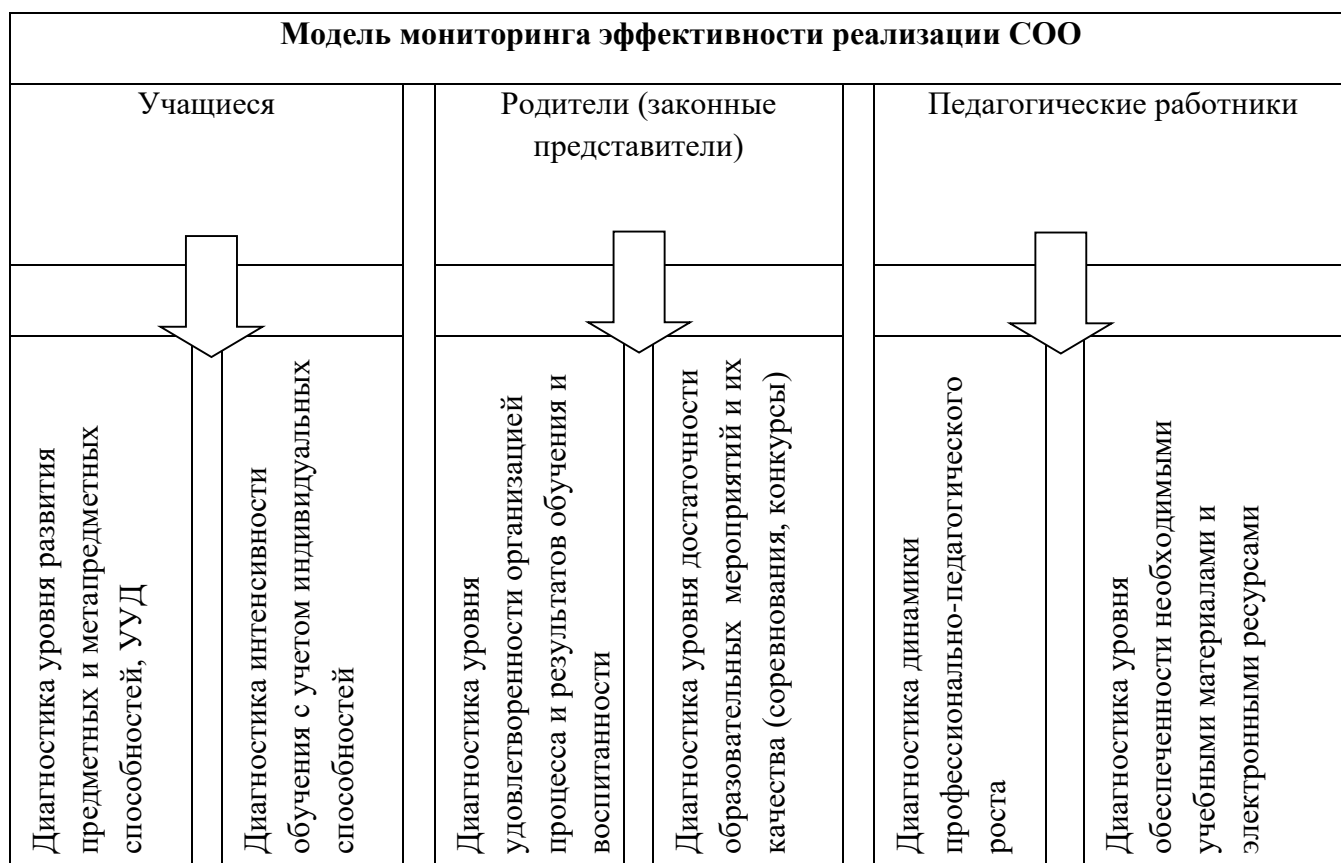 Модель мониторинга эффективности реализации СОО
Учащиеся
Родители (законные
представители)
Педагогические работники
Диагностика уровня развития
предметных и метапредметных
способностей, УУД
Диагностика интенсивности
обучения с учетом индивидуальных
способностей
Диагностика уровня
удовлетворенности организацией
процесса и результатов обучения и
воспитанности
Диагностика уровня достаточности
образовательных мероприятий и их
качества (соревнования, конкурсы)
Диагностика динамики
профессионально-педагогического
роста
Диагностика уровня
обеспеченности необходимыми
учебными материалами и
электронными ресурсами